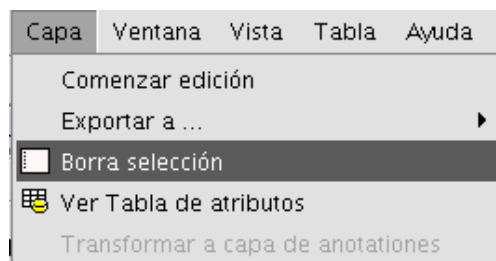 Capa Ventana Vista Tabla Ayuda
Comenzar edición
Exportar a ...
Borra selección
Ver Tabla de atributos
Transformar a capa de anotationes